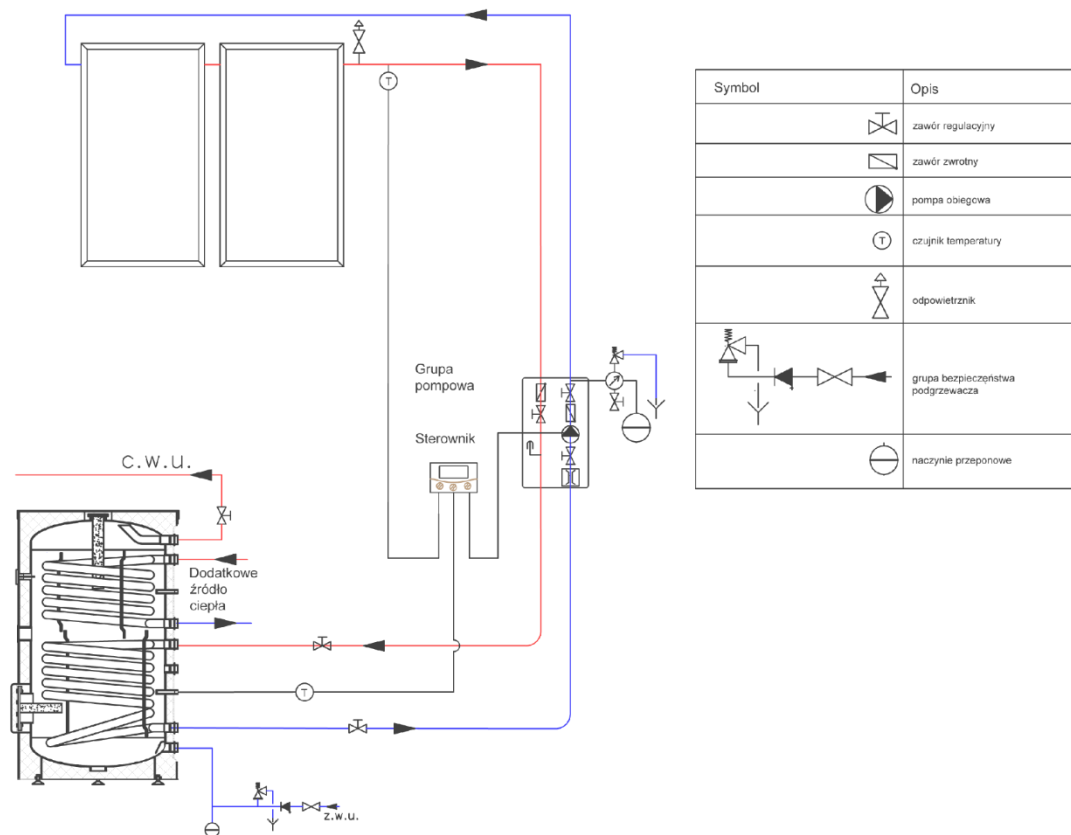 T
Grupa
pompowa
Sterownik
c.w.u.
Dodatkowe
źródło
ciepła
T
z.w.u.
Symbol Opis
zawór regulacyjny
zawór zwrotny
pompa obiegowa
T czujnik temperatury
odpowietrznik
grupa bezpieczeństwa
podgrzewacza
naczynie przeponowe